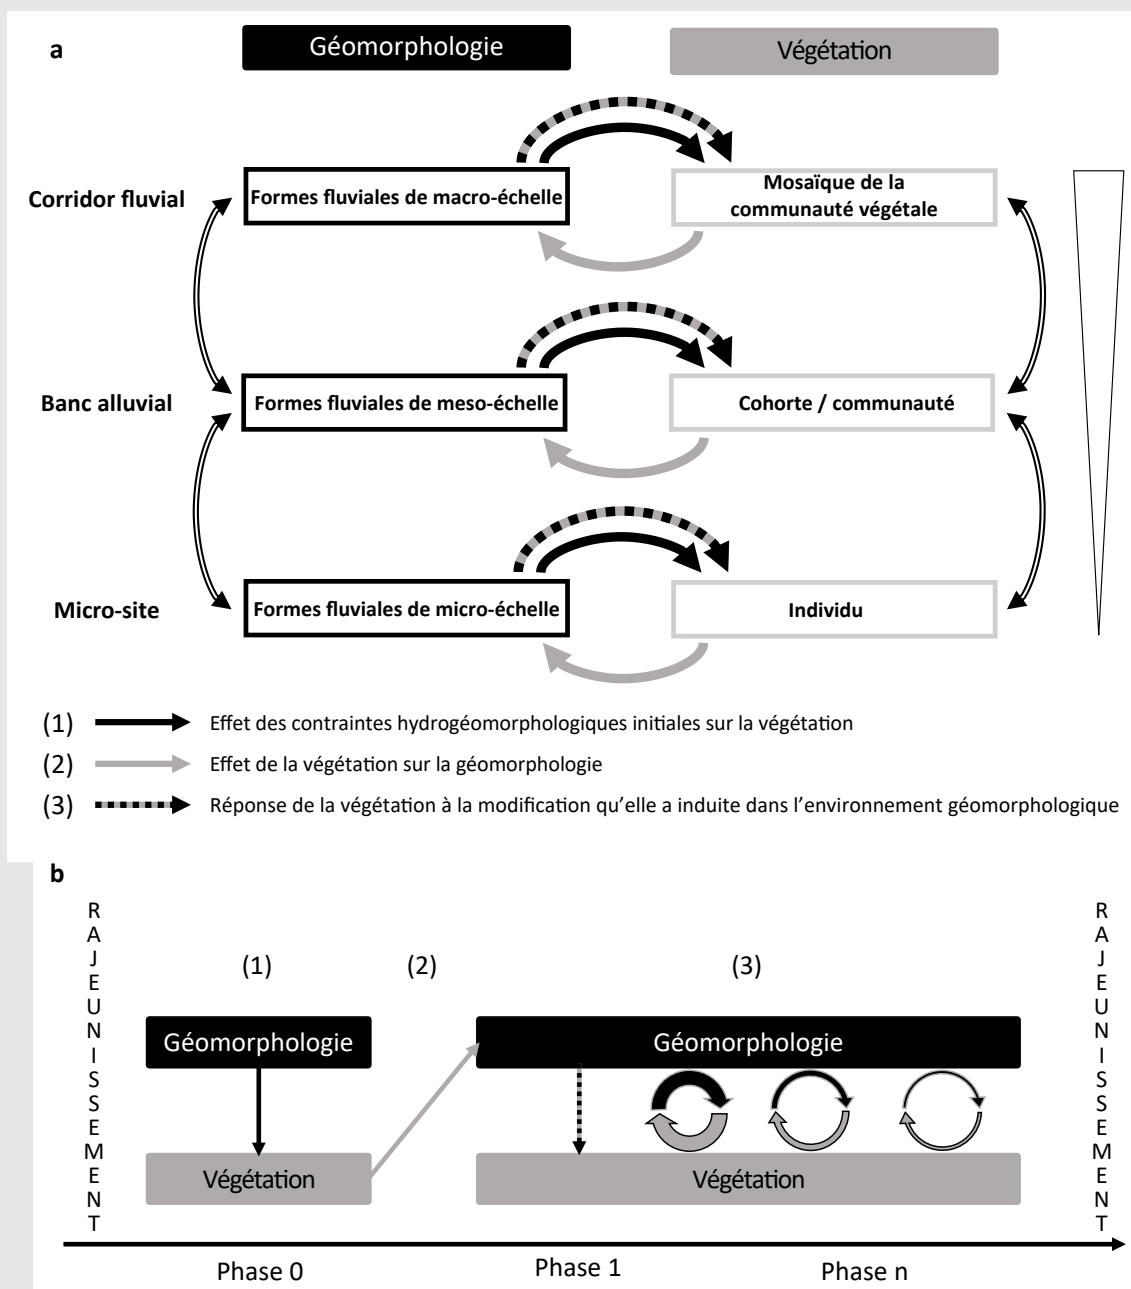 a
Géomorphologie
Végétation
Corridor fluvial
Formes fluviales de macro-échelle
Mosaïque de la
communauté végétale
Banc alluvial
Formes fluviales de meso-échelle
Cohorte / communauté
Micro-site
Formes fluviales de micro-échelle
Individu
(1) Effet des contraintes hydrogéomorphologiques initiales sur la végétation
(2) Effet de la végétation sur la géomorphologie
(3) Réponse de la végétation à la modification qu'elle a induite dans l'environnement géomorphologique
b
RAJEUNISSEMENT
(1)
(2)
(3)
Géomorphologie
Géomorphologie
Végétation
Végétation
RAJEUNISSEMENT
Phase 0
Phase 1
Phase n